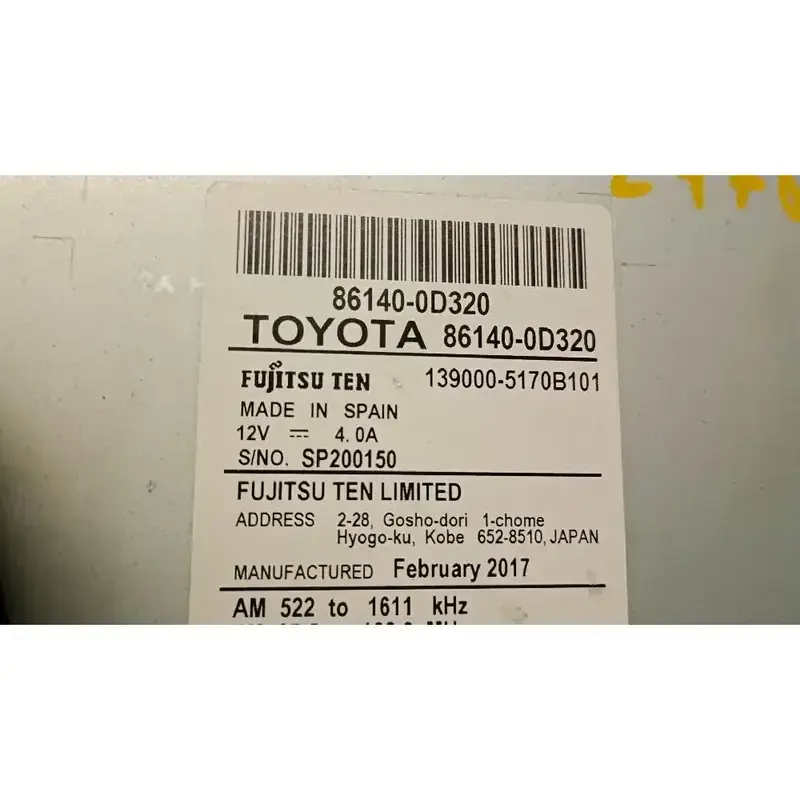 86140-0D320
TOYOTA 86140-0D320
FUJITSU TEN 139000-5170B101
MADE IN SPAIN
12V ⎓ 4.0A
S/NO. SP200150
FUJITSU TEN LIMITED
ADDRESS 2-28, Gosho-dori 1-chome
Hyogo-ku, Kobe 652-8510, JAPAN
MANUFACTURED February 2017
AM 522 to 1611 kHz